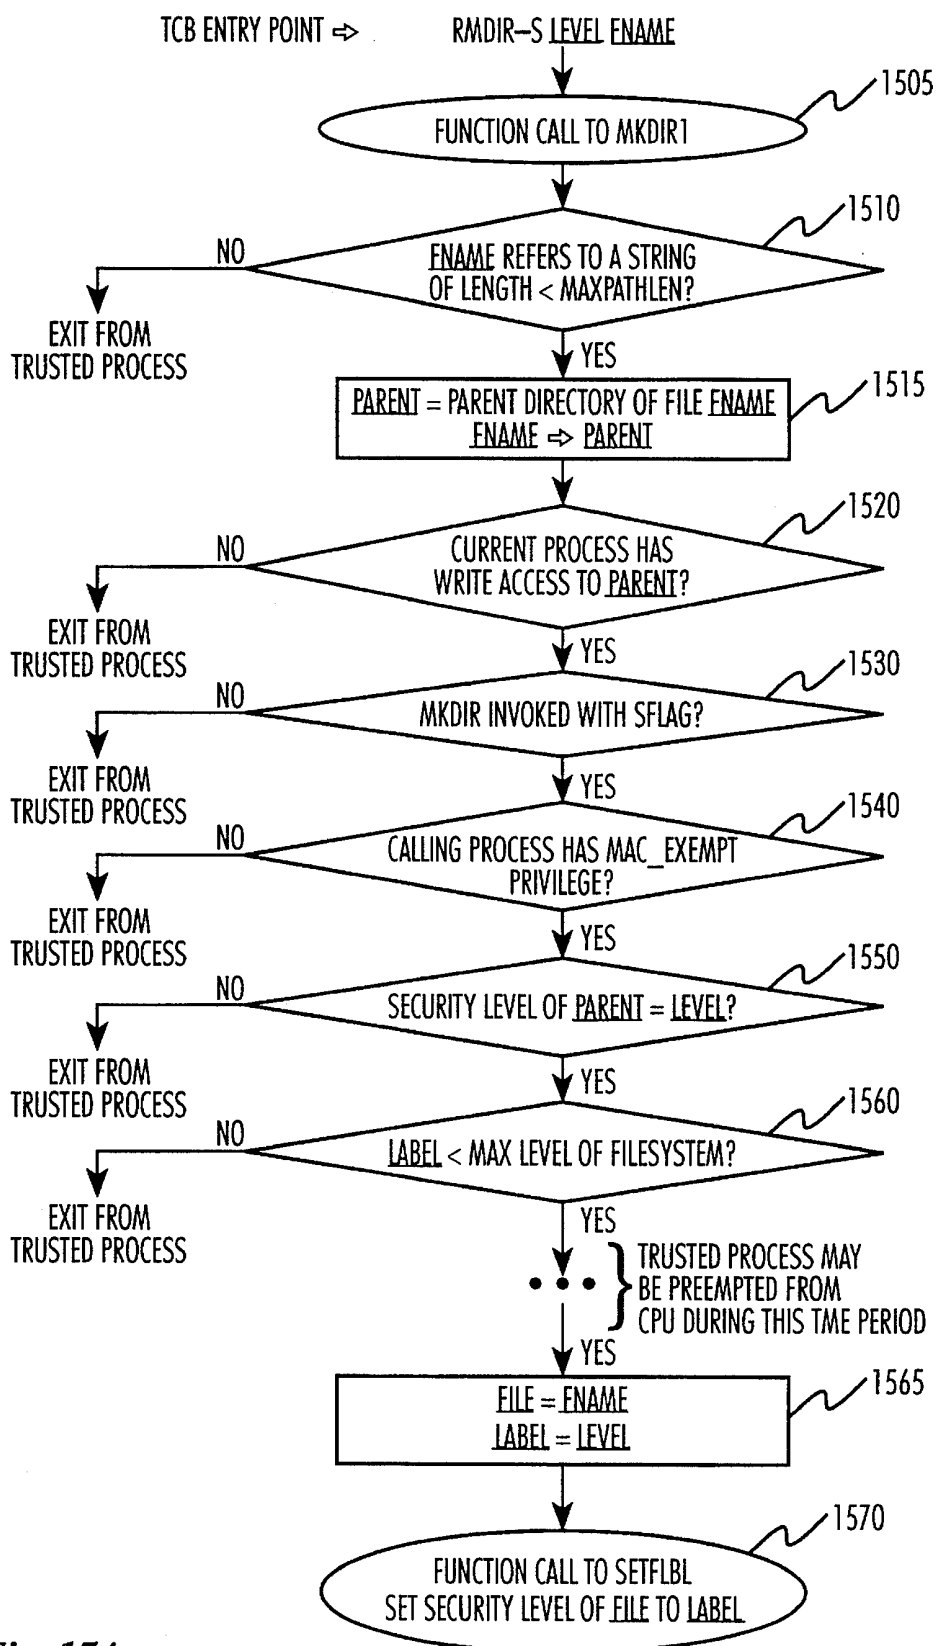 TCB ENTRY POINT ⇨ RMDIR–S LEVEL FNAME
1505
FUNCTION CALL TO MKDIR1
1510
NO
FNAME REFERS TO A STRING
OF LENGTH < MAXPATHLEN?
EXIT FROM
TRUSTED PROCESS
YES
1515
PARENT = PARENT DIRECTORY OF FILE FNAME
FNAME ⇨ PARENT
1520
NO
CURRENT PROCESS HAS
WRITE ACCESS TO PARENT?
EXIT FROM
TRUSTED PROCESS
YES
1530
NO
MKDIR INVOKED WITH SFLAG?
EXIT FROM
TRUSTED PROCESS
YES
1540
NO
CALLING PROCESS HAS MAC_EXEMPT
PRIVILEGE?
EXIT FROM
TRUSTED PROCESS
YES
1550
NO
SECURITY LEVEL OF PARENT = LEVEL?
EXIT FROM
TRUSTED PROCESS
YES
1560
NO
LABEL < MAX LEVEL OF FILESYSTEM?
EXIT FROM
TRUSTED PROCESS
YES
• • •
TRUSTED PROCESS MAY
BE PREEMPTED FROM
CPU DURING THIS TME PERIOD
YES
1565
FILE = FNAME
LABEL = LEVEL
1570
FUNCTION CALL TO SETFLBL
SET SECURITY LEVEL OF FILE TO LABEL